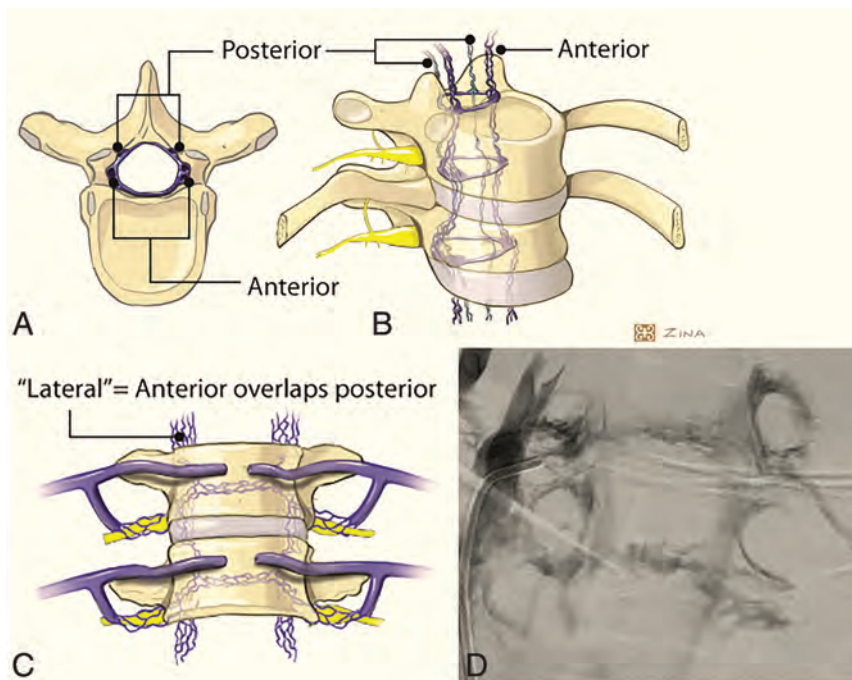 Posterior
Anterior
Anterior
A
B
ZINA
"Lateral"= Anterior overlaps posterior
C
D